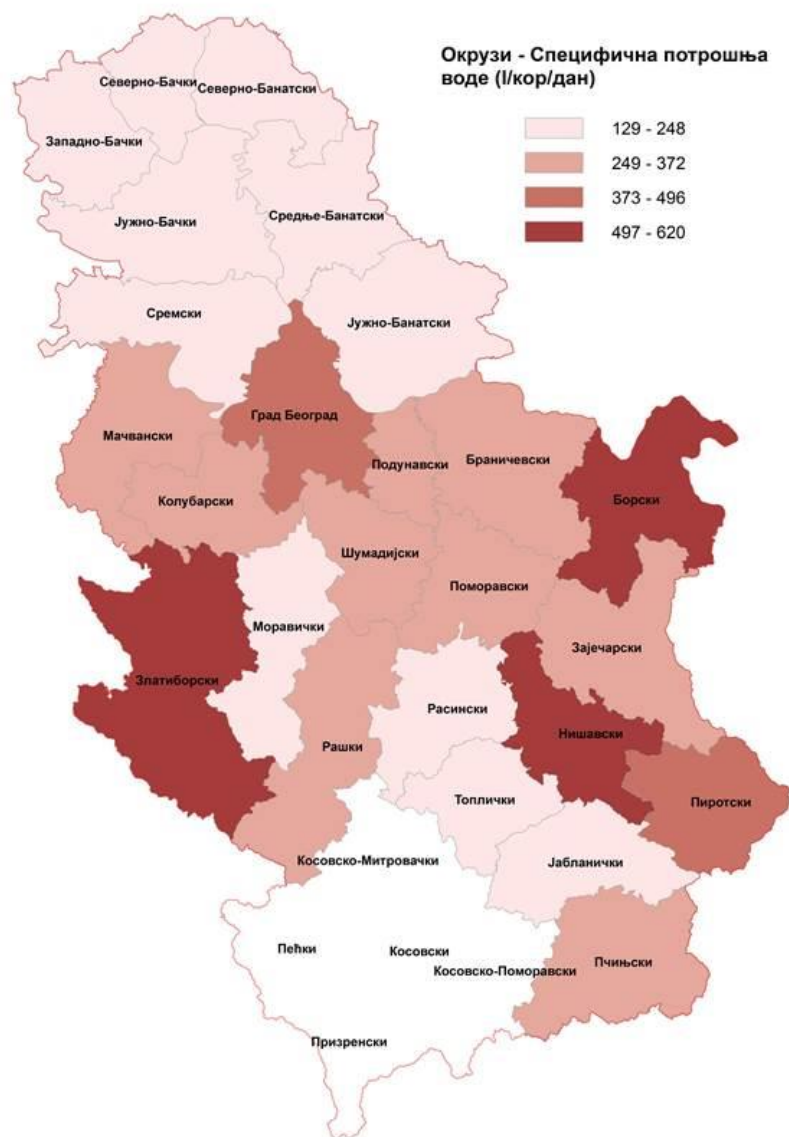 Окрузи - Специфична потрошња
воде (l/кор/дан)
129 - 248
249 - 372
373 - 496
497 - 620
Северно-Бачки
Северно-Банатски
Западно-Бачки
Јужно-Бачки
Средње-Банатски
Сремски
Јужно-Банатски
Град Београд
Мачвански
Подунавски
Браничевски
Колубарски
Борски
Шумадијски
Поморавски
Моравички
Зајечарски
Златиборски
Расински
Нишавски
Рашки
Топлички
Пиротски
Косовско-Митровачки
Јабланички
Пећки
Косовски
Косовско-Поморавски
Пчињски
Призренски